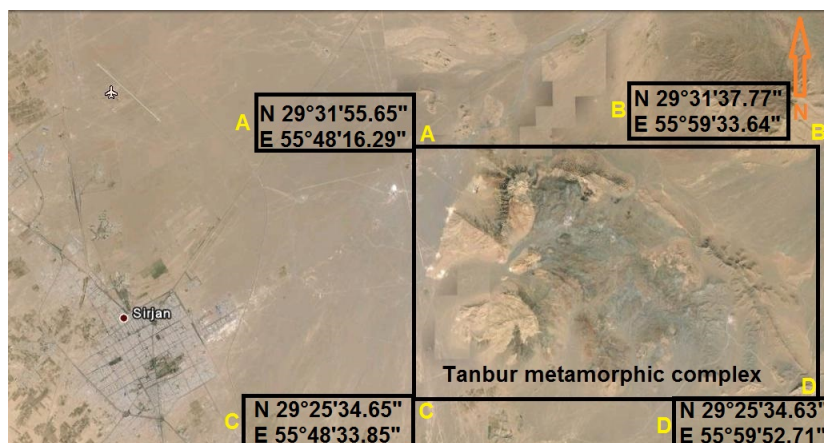 A
N 29°31'55.65"
E 55°48'16.29"
A
B
N 29°31'37.77"
E 55°59'33.64"
N
B
Sirjan
Tanbur metamorphic complex
C
N 29°25'34.65"
E 55°48'33.85"
C
D
D
N 29°25'34.63"
E 55°59'52.71"